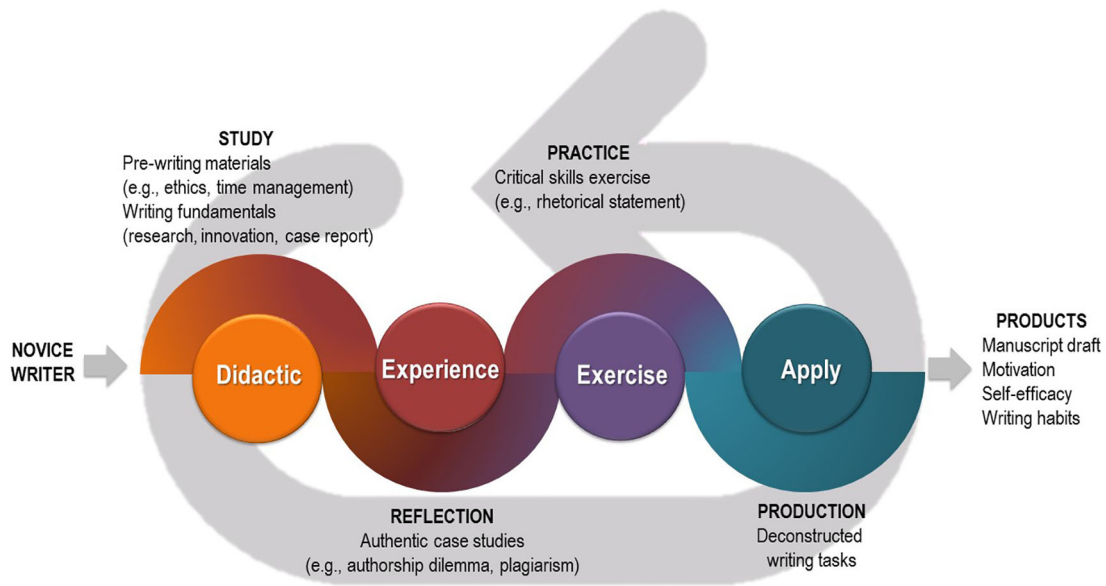 STUDY
Pre-writing materials
(e.g., ethics, time management)
Writing fundamentals
(research, innovation, case report)
PRACTICE
Critical skills exercise
(e.g., rhetorical statement)
NOVICE
WRITER
Didactic
Experience
Exercise
Apply
PRODUCTS
Manuscript draft
Motivation
Self-efficacy
Writing habits
REFLECTION
Authentic case studies
(e.g., authorship dilemma, plagiarism)
PRODUCTION
Deconstructed
writing tasks